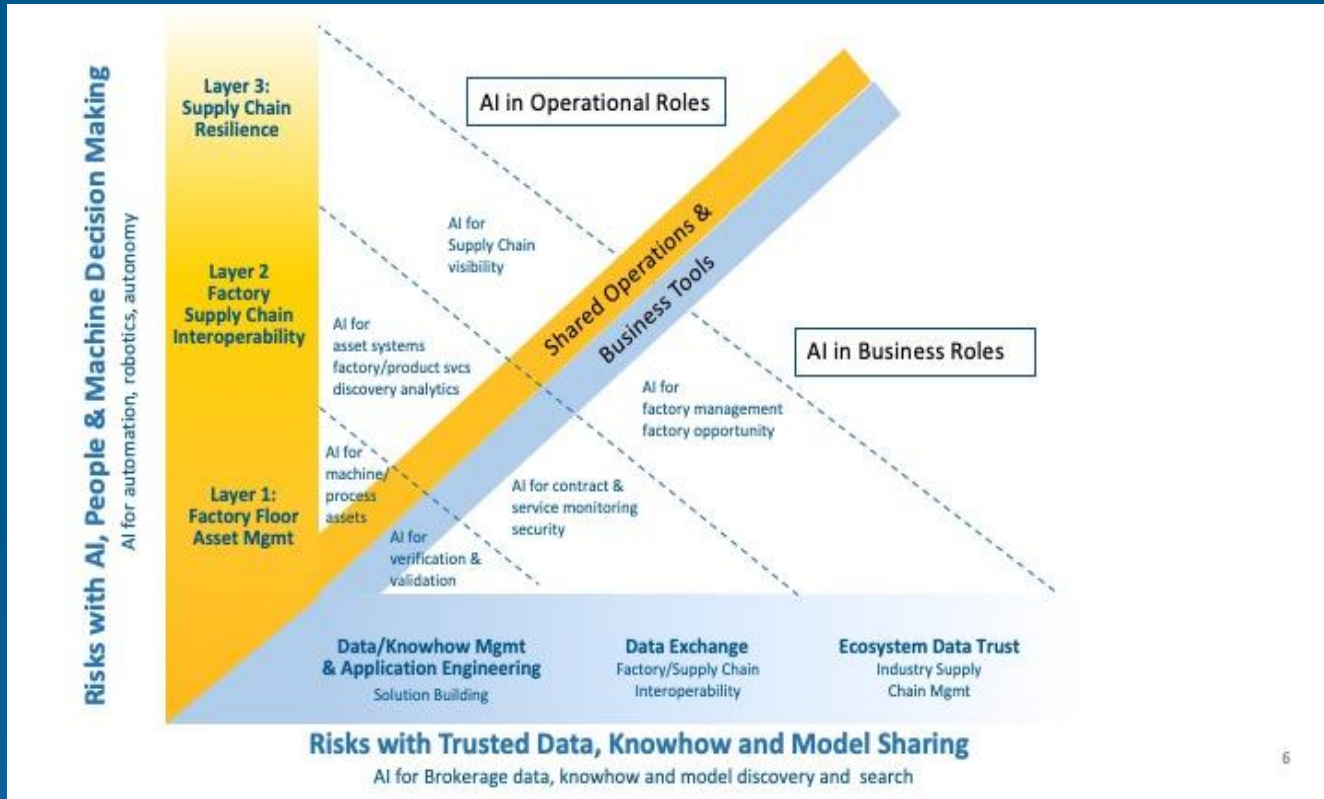 Risks with AI, People & Machine Decision Making
AI for automation, robotics, autonomy
Layer 3:
Supply Chain
Resilience
Layer 2
Factory
Supply Chain
Interoperability
Layer 1:
Factory Floor
Asset Mgmt
AI in Operational Roles
AI for
Supply Chain
visibility
AI for
asset systems
factory/product svcs
discovery analytics
AI for
machine/
process
assets
Shared Operations &
Business Tools
AI in Business Roles
AI for
factory management
factory opportunity
AI for contract &
service monitoring
security
AI for
verification &
validation
Data/Knowhow Mgmt
& Application Engineering
Solution Building
Data Exchange
Factory/Supply Chain
Interoperability
Ecosystem Data Trust
Industry Supply
Chain Mgmt
Risks with Trusted Data, Knowhow and Model Sharing
AI for Brokerage data, knowhow and model discovery and search
6